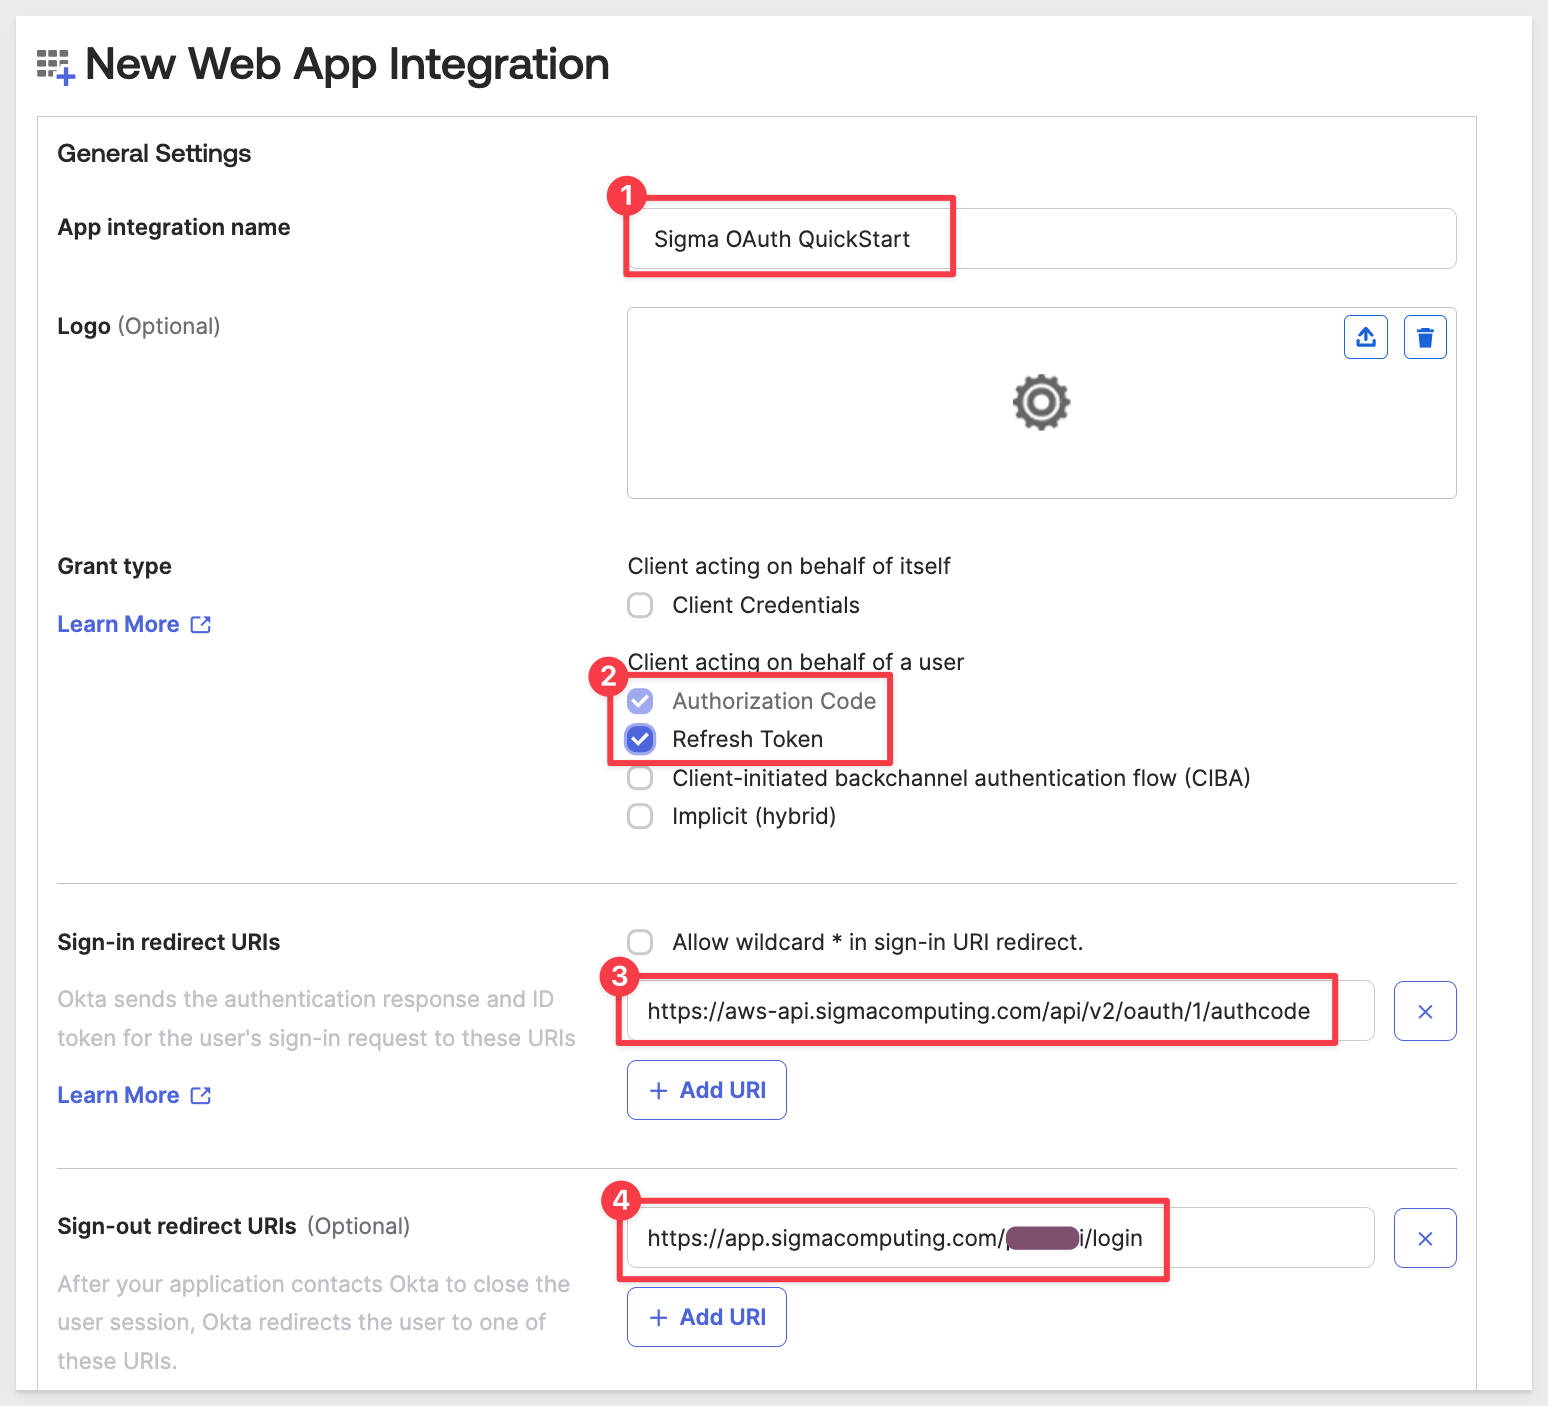 New Web App Integration
General Settings
1
App integration name
Sigma OAuth QuickStart
Logo (Optional)
Grant type
Client acting on behalf of itself
Client Credentials
Learn More
Client acting on behalf of a user
2
Authorization Code
Refresh Token
Client-initiated backchannel authentication flow (CIBA)
Implicit (hybrid)
Sign-in redirect URIs
Allow wildcard * in sign-in URI redirect.
3
Okta sends the authentication response and ID
token for the user's sign-in request to these URIs
https://aws-api.sigmacomputing.com/api/v2/oauth/1/authcode
Learn More
+ Add URI
4
Sign-out redirect URIs (Optional)
https://app.sigmacomputing.com/ i/login
After your application contacts Okta to close the
user session, Okta redirects the user to one of
these URIs.
+ Add URI